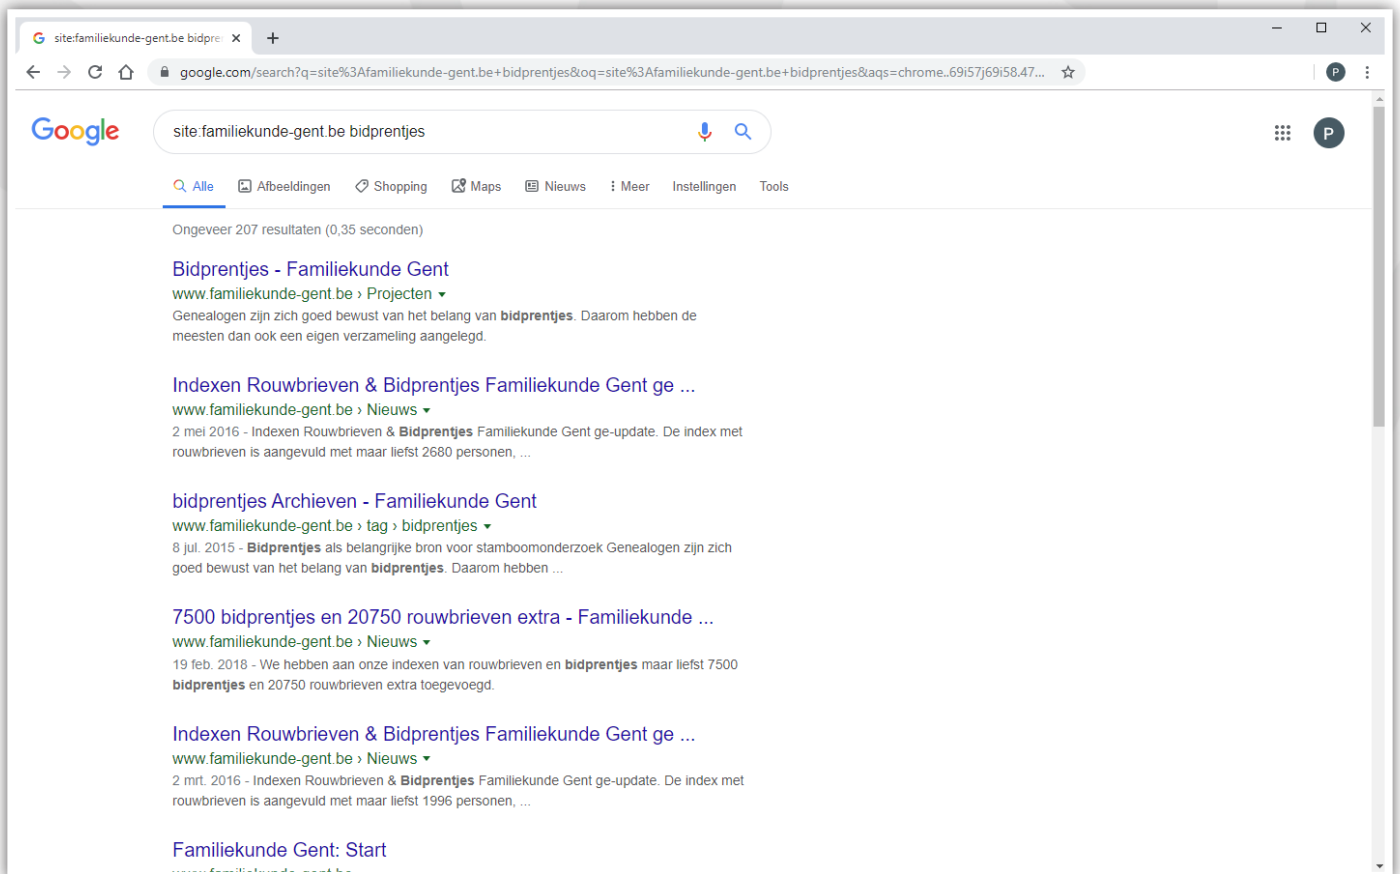 site:familiekunde-gent.be bidpre
google.com/search?q=site%3Afamiliekunde-gent.be+bidprentjes&oq=site%3Afamiliekunde-gent.be+bidprentjes&aqs=chrome..69i57j69i58.47...
P
Google
site:familiekunde-gent.be bidprentjes
P
Alle Afbeeldingen Shopping Maps Nieuws Meer Instellingen Tools
Ongeveer 207 resultaten (0,35 seconden)
Bidprentjes - Familiekunde Gent
www.familiekunde-gent.be › Projecten
Genealogen zijn zich goed bewust van het belang van bidprentjes. Daarom hebben de
meesten dan ook een eigen verzameling aangelegd.
Indexen Rouwbrieven & Bidprentjes Familiekunde Gent ge ...
www.familiekunde-gent.be › Nieuws
2 mei 2016 - Indexen Rouwbrieven & Bidprentjes Familiekunde Gent ge-update. De index met
rouwbrieven is aangevuld met maar liefst 2680 personen, ...
bidprentjes Archieven - Familiekunde Gent
www.familiekunde-gent.be › tag › bidprentjes
8 jul. 2015 - Bidprentjes als belangrijke bron voor stamboomonderzoek Genealogen zijn zich
goed bewust van het belang van bidprentjes. Daarom hebben ...
7500 bidprentjes en 20750 rouwbrieven extra - Familiekunde ...
www.familiekunde-gent.be › Nieuws
19 feb. 2018 - We hebben aan onze indexen van rouwbrieven en bidprentjes maar liefst 7500
bidprentjes en 20750 rouwbrieven extra toegevoegd.
Indexen Rouwbrieven & Bidprentjes Familiekunde Gent ge ...
www.familiekunde-gent.be › Nieuws
2 mrt. 2016 - Indexen Rouwbrieven & Bidprentjes Familiekunde Gent ge-update. De index met
rouwbrieven is aangevuld met maar liefst 1996 personen, ...
Familiekunde Gent: Start